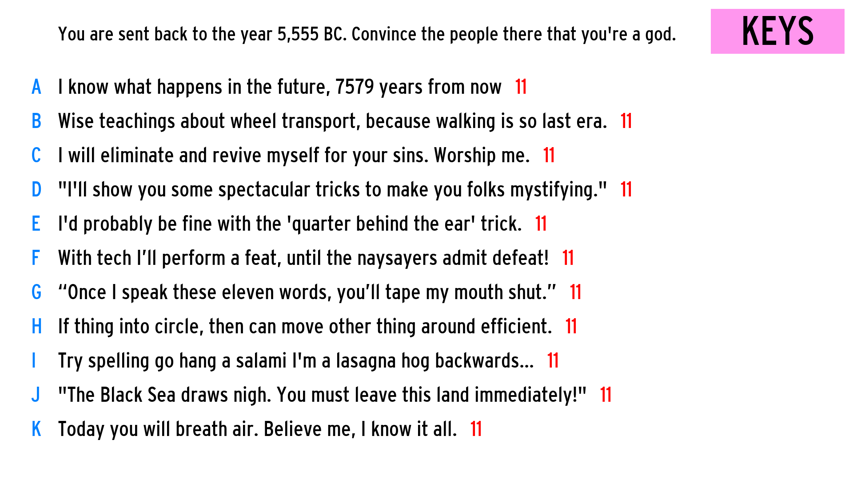 You are sent back to the year 5,555 BC. Convince the people there that you're a god.
KEYS
A I know what happens in the future, 7579 years from now 11
B Wise teachings about wheel transport, because walking is so last era. 11
C I will eliminate and revive myself for your sins. Worship me. 11
D "I'll show you some spectacular tricks to make you folks mystifying." 11
E I'd probably be fine with the 'quarter behind the ear' trick. 11
F With tech I’ll perform a feat, until the naysayers admit defeat! 11
G “Once I speak these eleven words, you’ll tape my mouth shut.” 11
H If thing into circle, then can move other thing around efficient. 11
I Try spelling go hang a salami I'm a lasagna hog backwards... 11
J "The Black Sea draws nigh. You must leave this land immediately!" 11
K Today you will breath air. Believe me, I know it all. 11